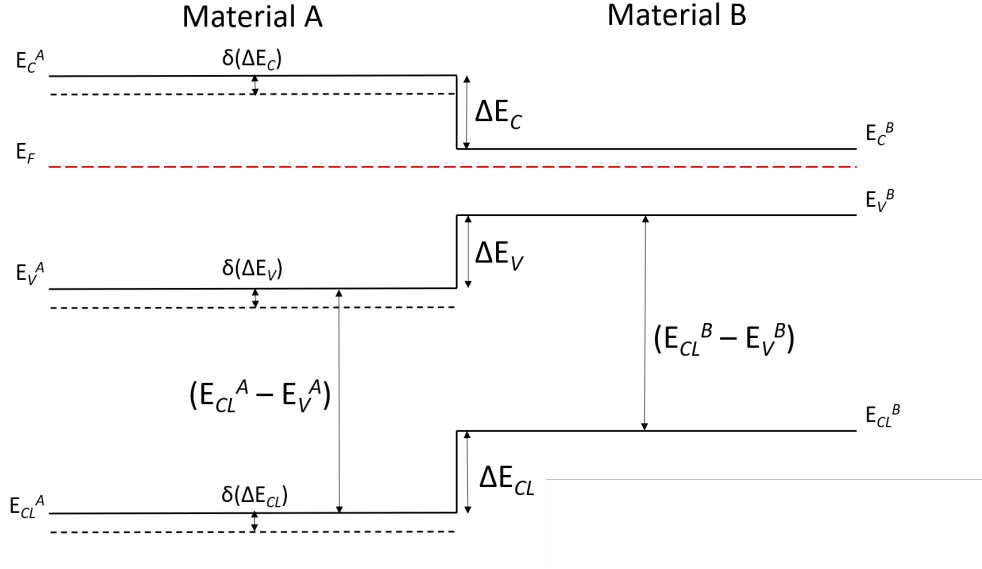 Material A
Material B
E_C^A
δ(ΔE_C)
ΔE_C
E_C^B
E_F
E_V^B
E_V^A
δ(ΔE_V)
ΔE_V
(E_CL^B – E_V^B)
(E_CL^A – E_V^A)
E_CL^B
E_CL^A
δ(ΔE_CL)
ΔE_CL